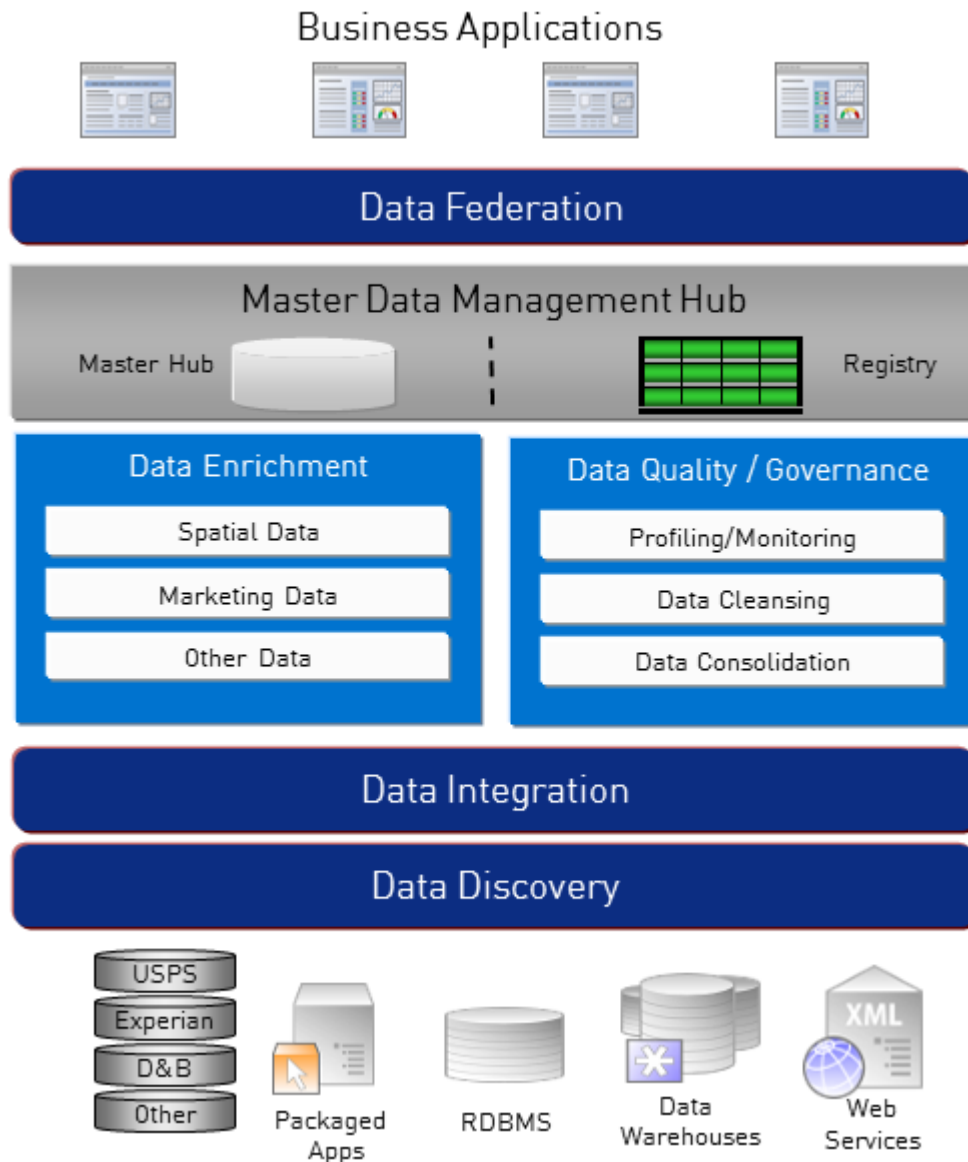 Business Applications
Data Federation
Master Data Management Hub
Master Hub
Registry
Data Enrichment
Spatial Data
Marketing Data
Other Data
Data Quality / Governance
Profiling/Monitoring
Data Cleansing
Data Consolidation
Data Integration
Data Discovery
USPS
Experian
D&B
Other
Packaged
Apps
RDBMS
Data
Warehouses
XML
Web
Services